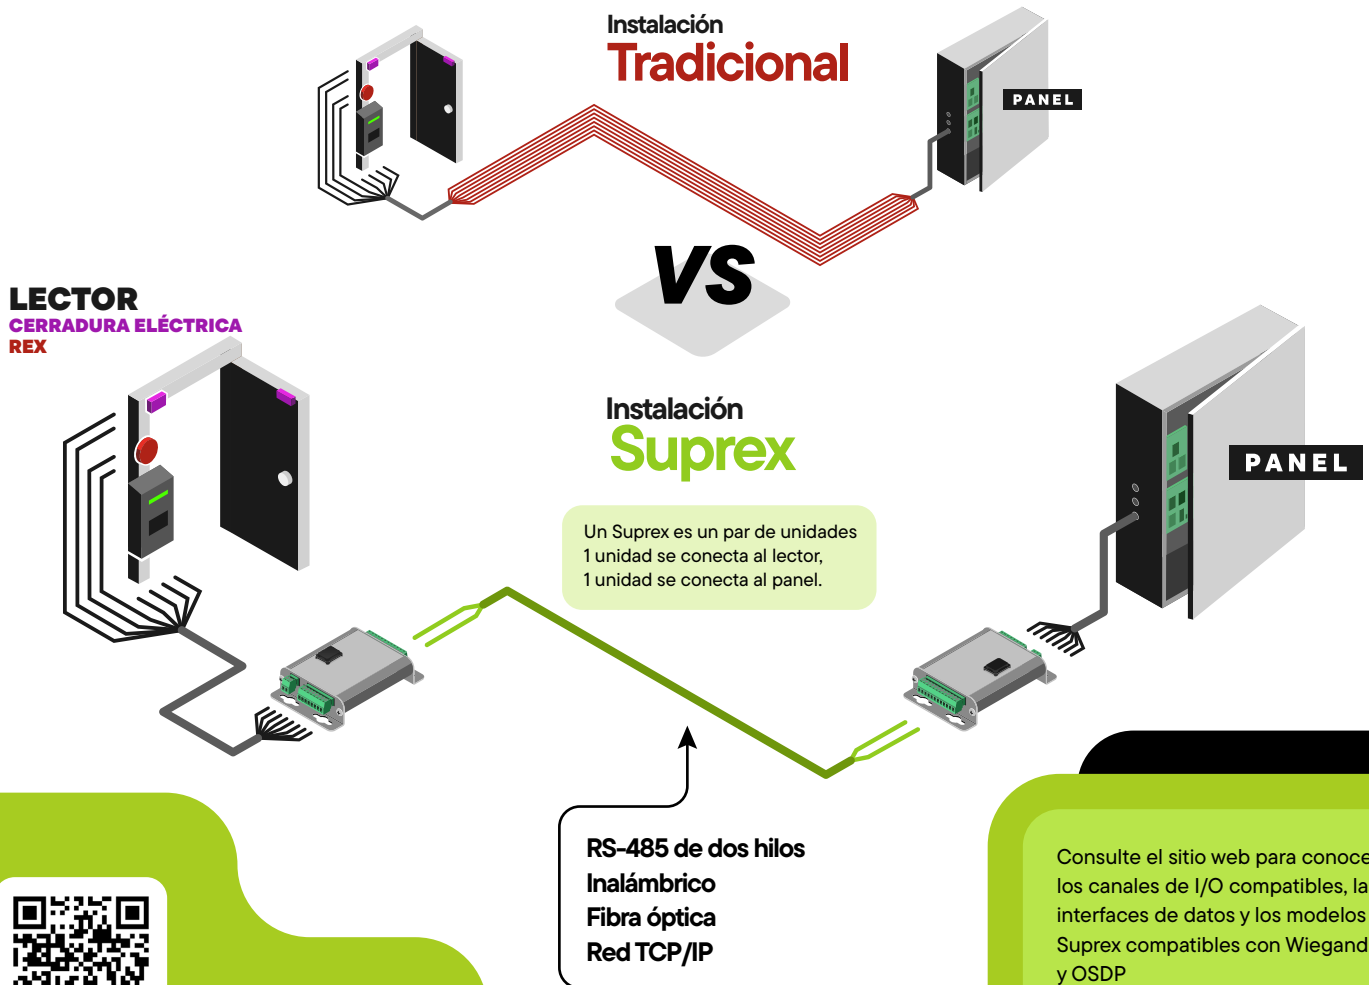 Instalación
Tradicional
PANEL
VS
LECTOR
CERRADURA ELÉCTRICA
REX
Instalación
Suprex
PANEL
Un Suprex es un par de unidades
1 unidad se conecta al lector,
1 unidad se conecta al panel.
RS-485 de dos hilos
Inalámbrico
Fibra óptica
Red TCP/IP
Consulte el sitio web para conoce
los canales de I/O compatibles, la
interfaces de datos y los modelos
Suprex compatibles con Wiegand
y OSDP